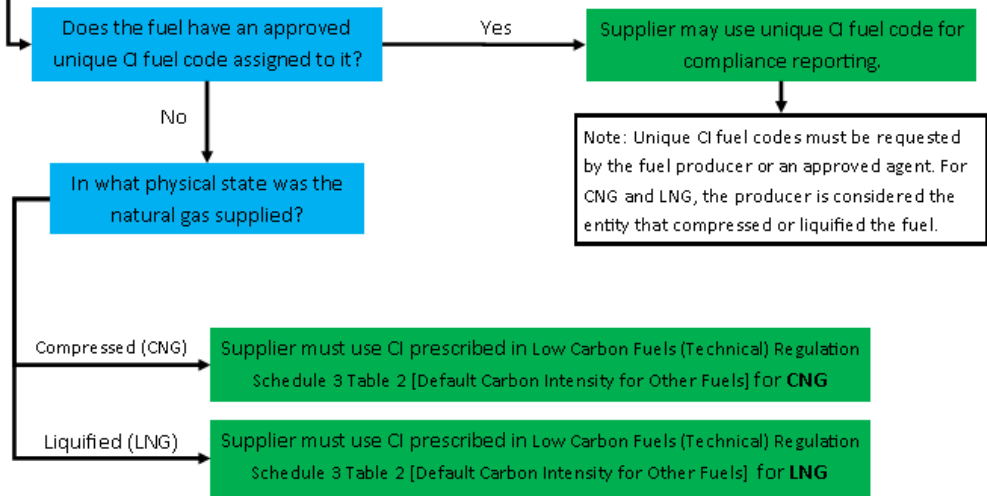 Does the fuel have an approved
unique CI fuel code assigned to it?
Yes
Supplier may use unique CI fuel code for
compliance reporting.
No
Note: Unique CI fuel codes must be requested
by the fuel producer or an approved agent. For
CNG and LNG, the producer is considered the
entity that compressed or liquified the fuel.
In what physical state was the
natural gas supplied?
Compressed (CNG)
Supplier must use CI prescribed in Low Carbon Fuels (Technical) Regulation
Schedule 3 Table 2 [Default Carbon Intensity for Other Fuels] for CNG
Liquified (LNG)
Supplier must use CI prescribed in Low Carbon Fuels (Technical) Regulation
Schedule 3 Table 2 [Default Carbon Intensity for Other Fuels] for LNG